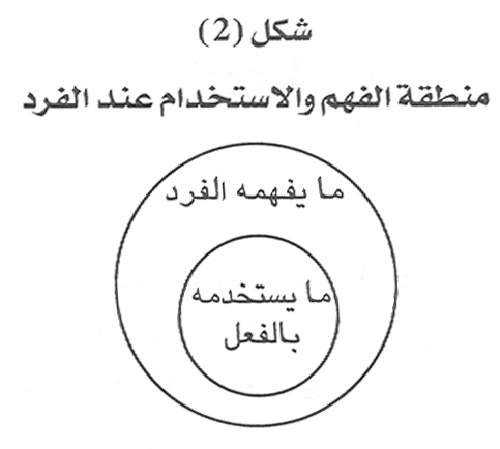 شكل (2)
منطقة الفهم والاستخدام عند الفرد
ما يفهمه الفرد
ما يستخدمه
بالفعل